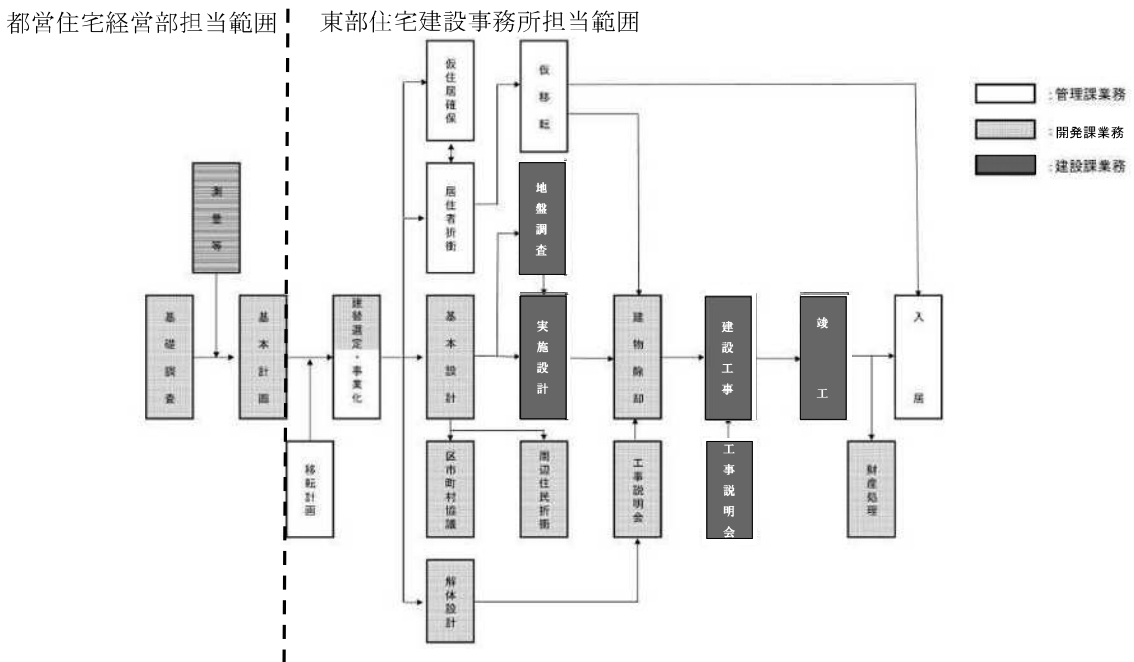 都営住宅経営部担当範囲
東部住宅建設事務所担当範囲
仮住居確保
仮移転
：管理課業務
：開発課業務
：建設課業務
測量等
居住者折衝
地盤調査
基礎調査
基本計画
建替選定・事業化
基本設計
実施設計
建物除却
建設工事
竣工
入居
移転計画
区市町村協議
周辺住民折衝
工事説明会
工事説明会
財産処理
解体設計